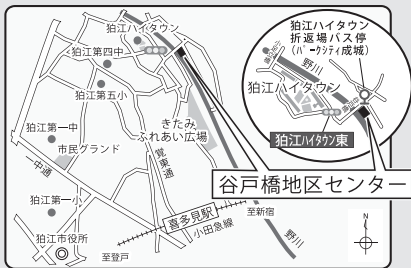 狛江ハイタウン
狛江第四中
狛江第五小
きたみ
ふれあい広場
狛江第一中
市民グランド
一中通
覚東通
狛江第一小
狛江市役所
喜多見駅
小田急線
至新宿
至登戸
野川
N
狛江ハイタウン
折返場バス停
(パークシティ成城)
野川
狛江ハイタウン
狛江ハイタウン東
谷戸橋地区センター